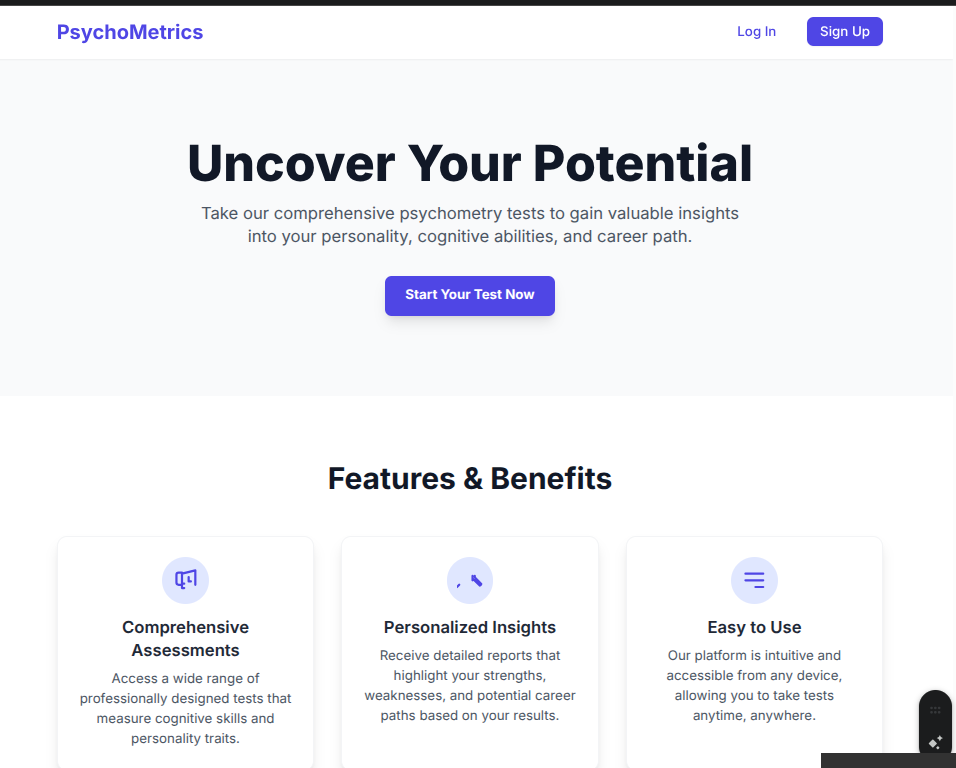 PsychoMetrics
Log In
Sign Up
Uncover Your Potential
Take our comprehensive psychometry tests to gain valuable insights
into your personality, cognitive abilities, and career path.
Start Your Test Now
Features & Benefits
Comprehensive
Assessments
Access a wide range of
professionally designed tests that
measure cognitive skills and
personality traits.
Personalized Insights
Receive detailed reports that
highlight your strengths,
weaknesses, and potential career
paths based on your results.
Easy to Use
Our platform is intuitive and
accessible from any device,
allowing you to take tests
anytime, anywhere.